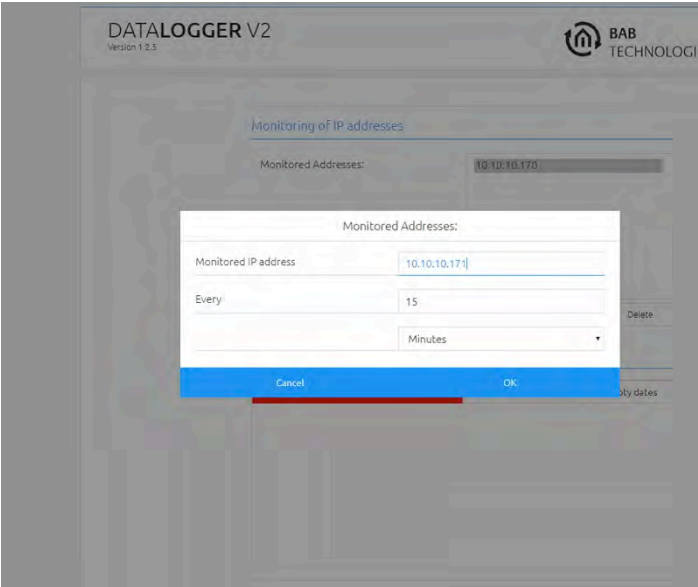 DATALOGGER V2
Version 1.2.5
BAB
TECHNOLOGI
Monitoring of IP addresses
Monitored Addresses:
10.10.10.170
Monitored Addresses:
Monitored IP address
10.10.10.171
Every
15
Minutes
Delete
Cancel
OK
pty dates